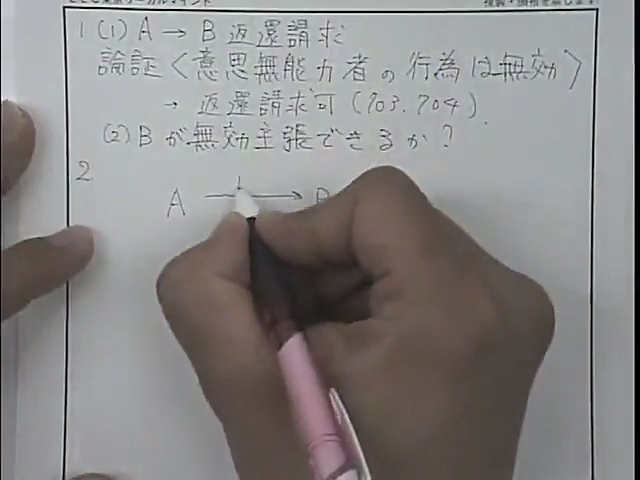 1 (1) A → B 返還請求
論証〈意思無能力者の行為は無効〉
→ 返還請求可 (703.704).
(2) Bが無効主張できるか?
2
A → B